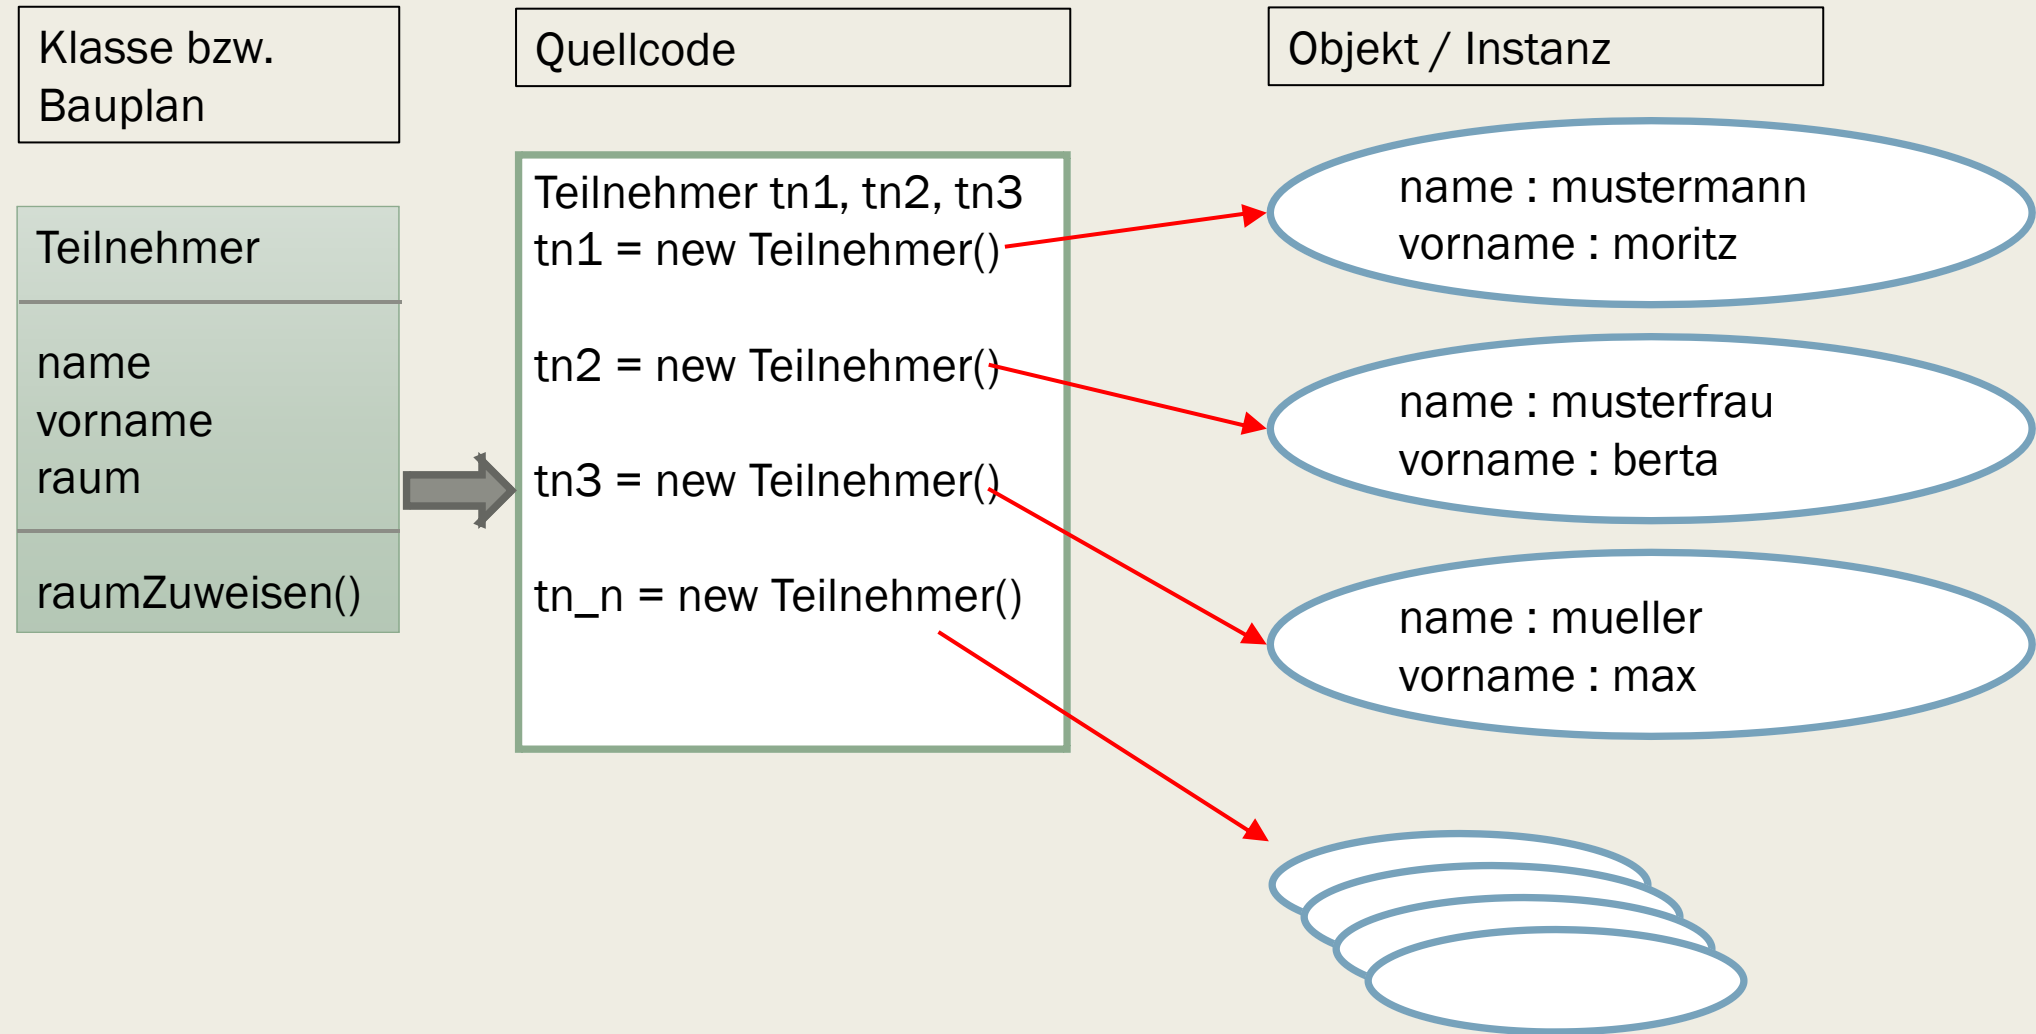 Klasse bzw.
Bauplan
Teilnehmer
name
vorname
raum
raumZuweisen()
Quellcode
Teilnehmer tn1, tn2, tn3
tn1 = new Teilnehmer()
tn2 = new Teilnehmer()
tn3 = new Teilnehmer()
tn_n = new Teilnehmer()
Objekt / Instanz
name : mustermann
vorname : moritz
name : musterfrau
vorname : berta
name : mueller
vorname : max